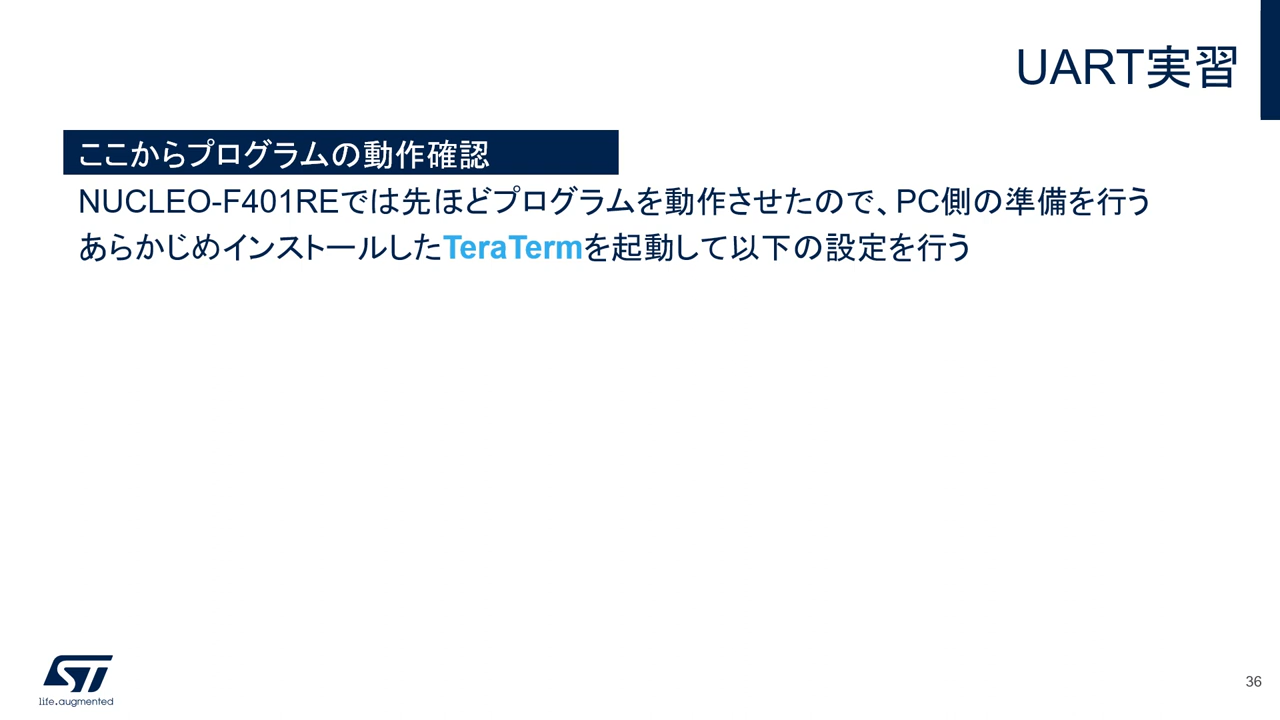 UART実習
ここからプログラムの動作確認
NUCLEO-F401REでは先ほどプログラムを動作させたので、PC側の準備を行う
あらかじめインストールしたTeraTermを起動して以下の設定を行う
ST
life.augmented
36